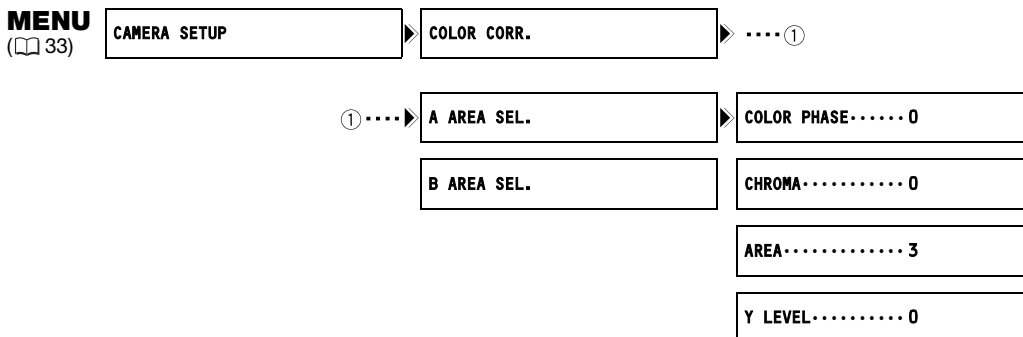 MENU CAMERA SETUP COLOR CORR. ····①
(33)
①···· A AREA SEL. COLOR PHASE······0
B AREA SEL. CHROMA···········0
AREA·············3
Y LEVEL··········0